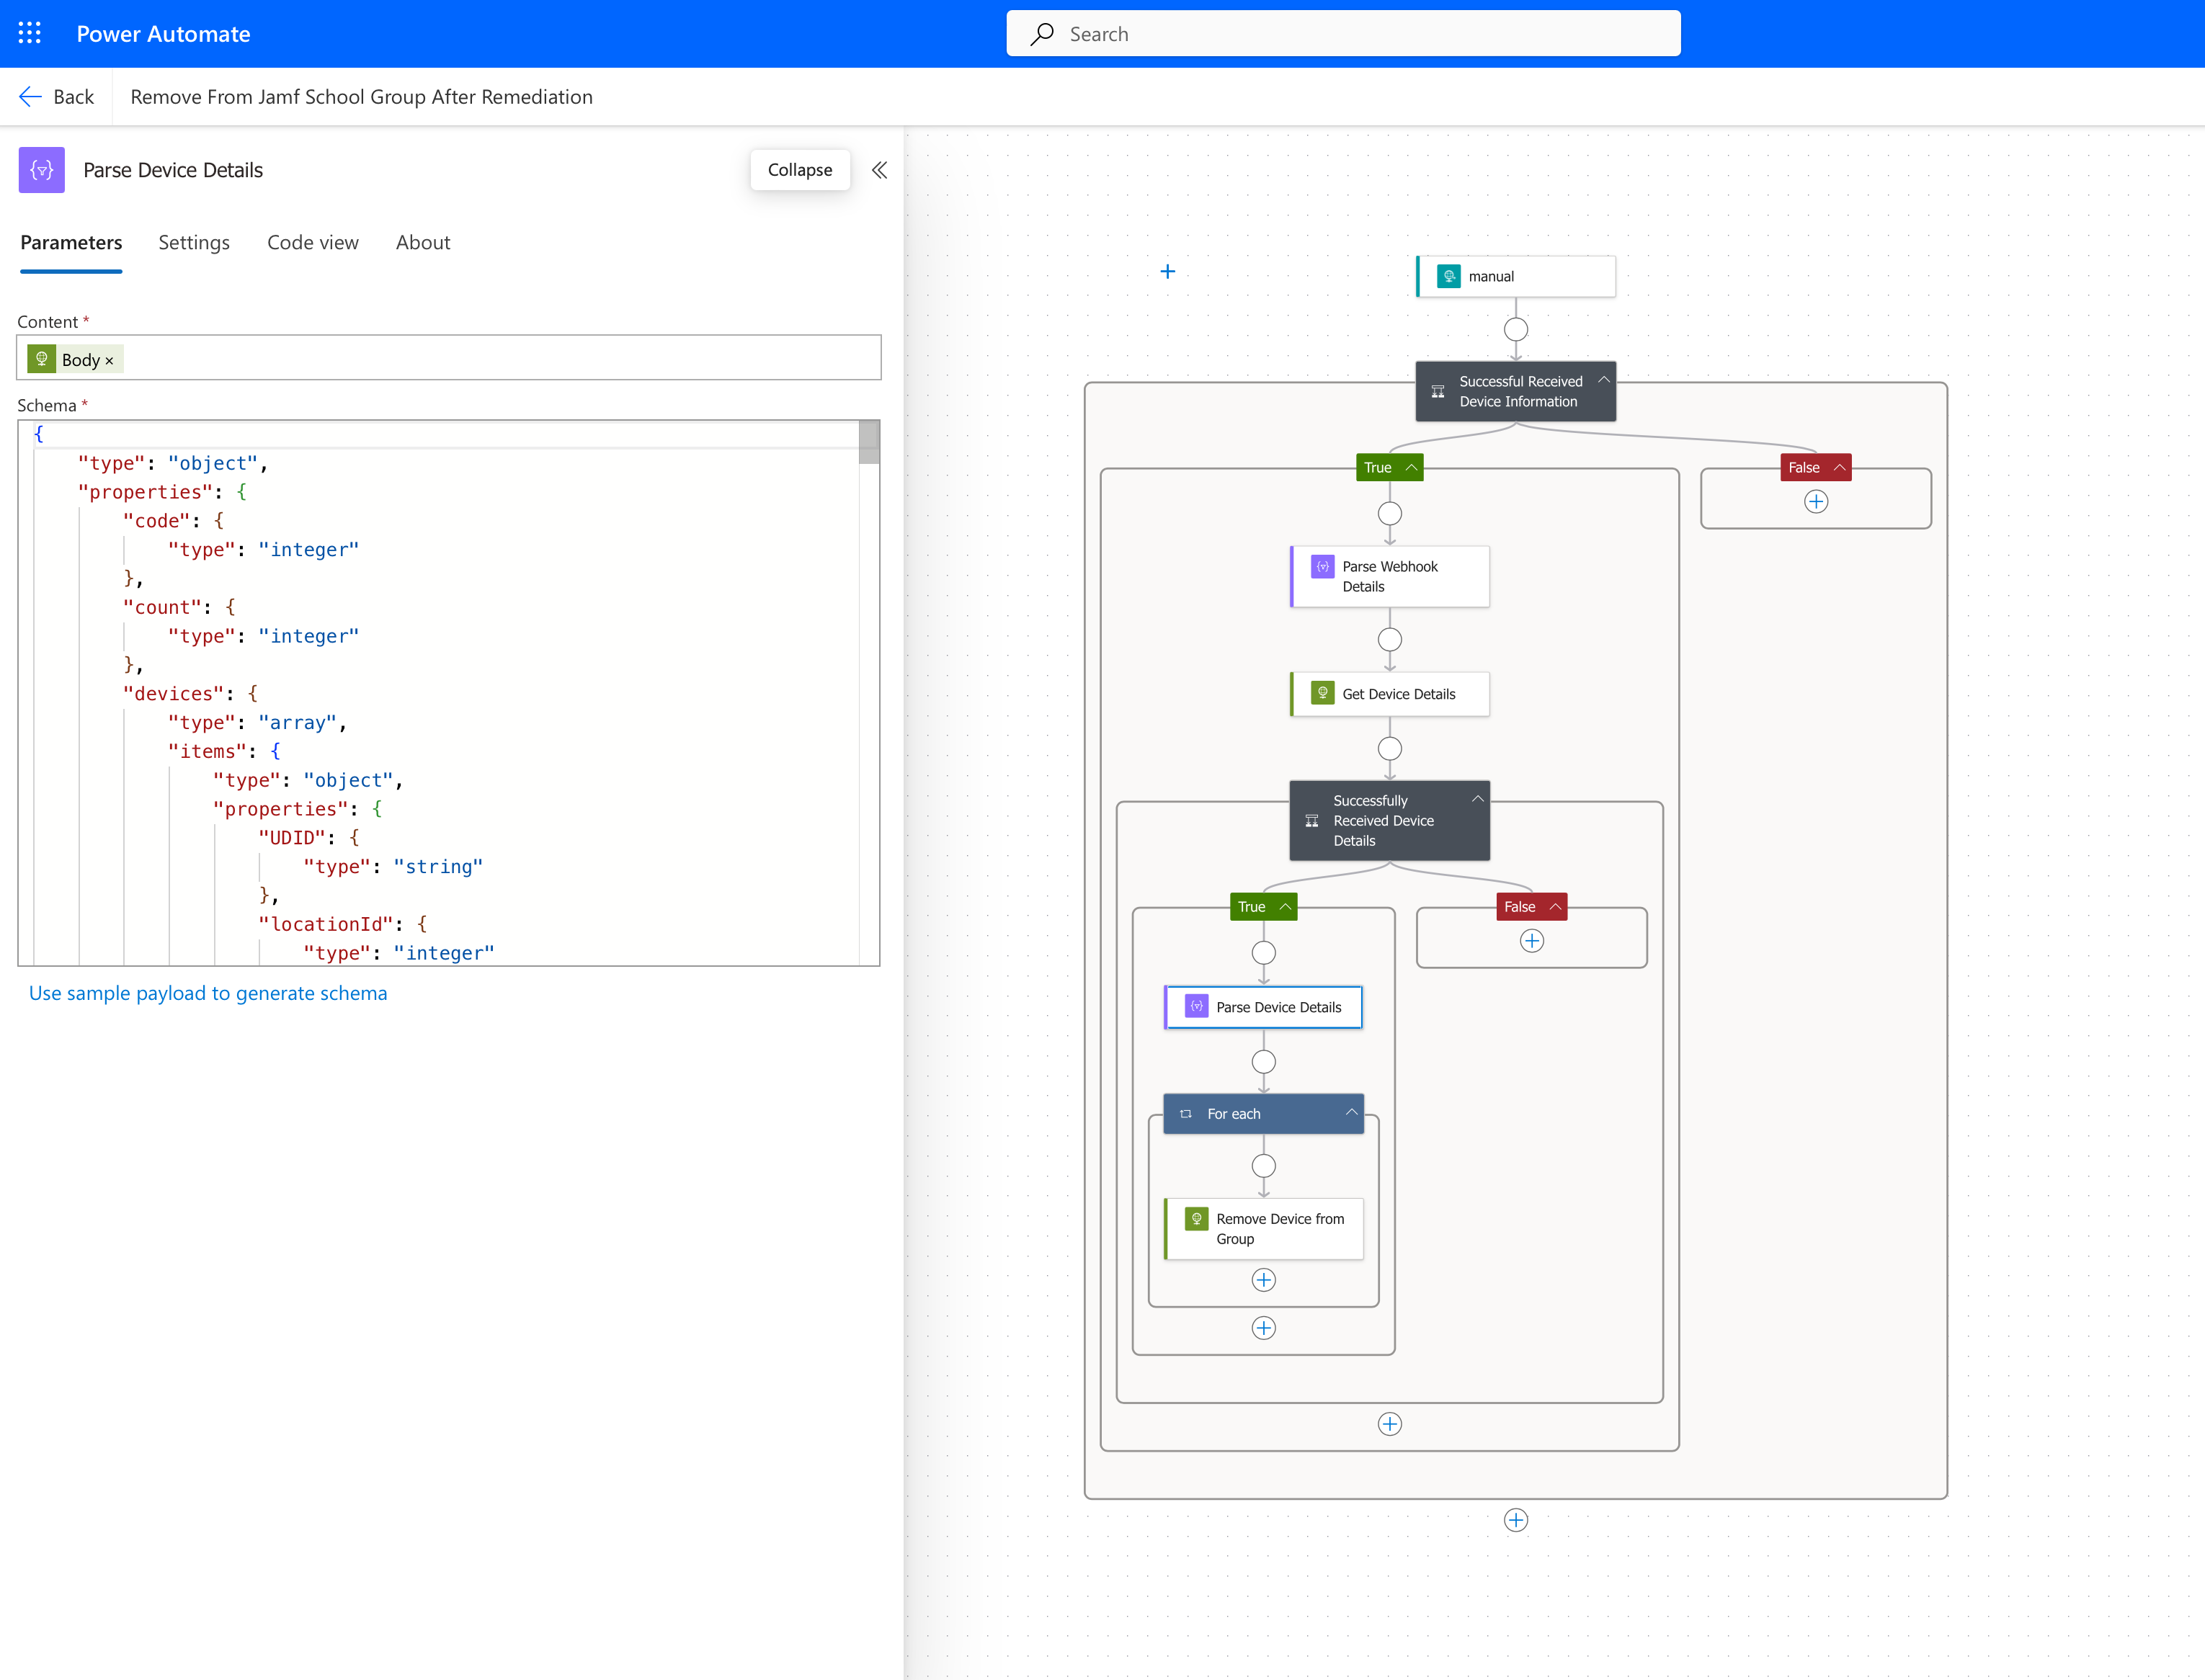 Power Automate
Search
Back
Remove From Jamf School Group After Remediation
Parse Device Details
Collapse
Parameters
Settings
Code view
About
Content *
Body ×
Schema *
{
"type": "object",
"properties": {
"code": {
"type": "integer"
},
"count": {
"type": "integer"
},
"devices": {
"type": "array",
"items": {
"type": "object",
"properties": {
"UDID": {
"type": "string"
},
"locationId": {
"type": "integer"
Use sample payload to generate schema
manual
Successful Received
Device Information
True
False
Parse Webhook
Details
Get Device Details
Successfully
Received Device
Details
True
False
Parse Device Details
For each
Remove Device from
Group